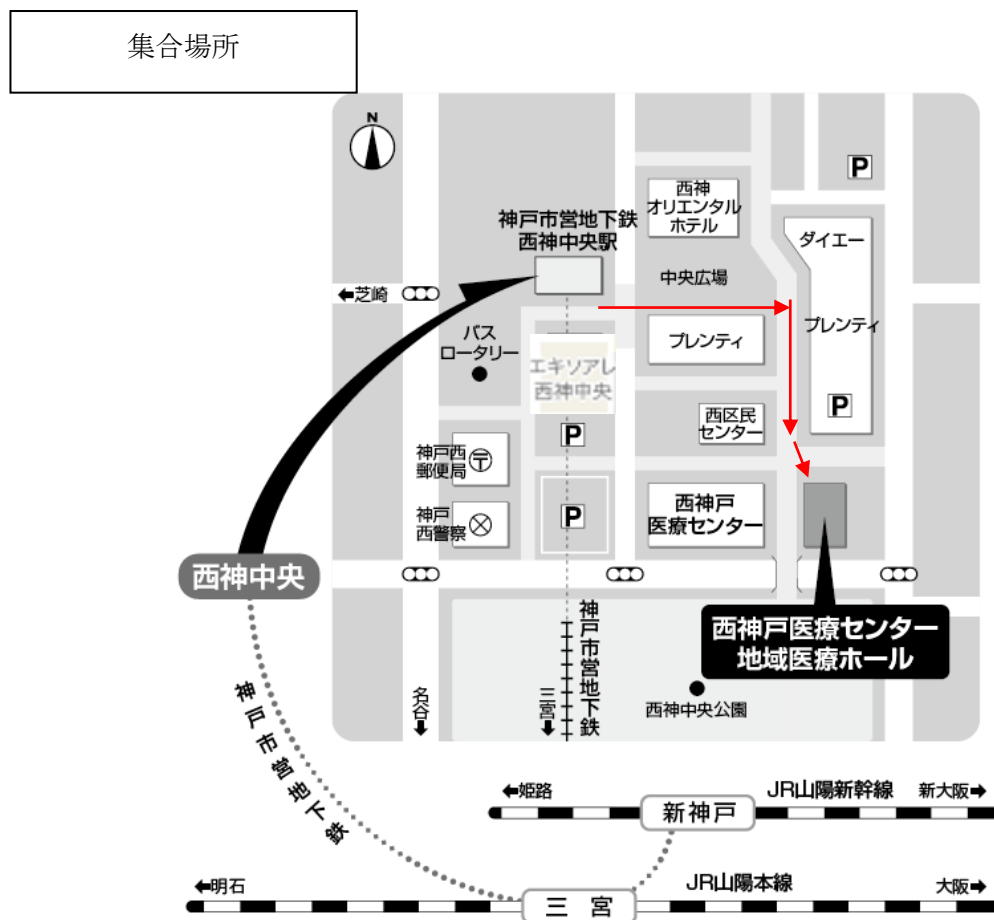 集合場所
N
P
西神
オリエンタル
ホテル
神戸市営地下鉄
西神中央駅
ダイエー
中央広場
←芝崎
バス
ロータリー
プレンティ
プレンティ
エキソアレ
西神中央
P
西区民
センター
P
神戸西
郵便局
〒
神戸
西警察
P
西神戸
医療センター
西神中央
西神戸医療センター
地域医療ホール
神戸市営地下鉄
名谷
↓
三宮
↓
神戸市営地下鉄
西神中央公園
←姫路
JR山陽新幹線
新大阪→
新神戸
←明石
JR山陽本線
大阪→
三宮